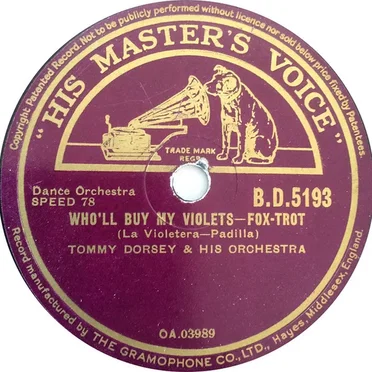 Copyright Patented Record. Not to be publicly performed without licence nor sold below price fixed by Patentees.
"HIS MASTER'S VOICE"
TRADE MARK
REGD
Dance Orchestra
SPEED 78
B.D.5193
WHO'LL BUY MY VIOLETS—FOX-TROT
(La Violetera—Padilla)
TOMMY DORSEY & HIS ORCHESTRA
OA.03989
Record manufactured by THE GRAMOPHONE CO., LTD., Hayes, Middlesex, England.